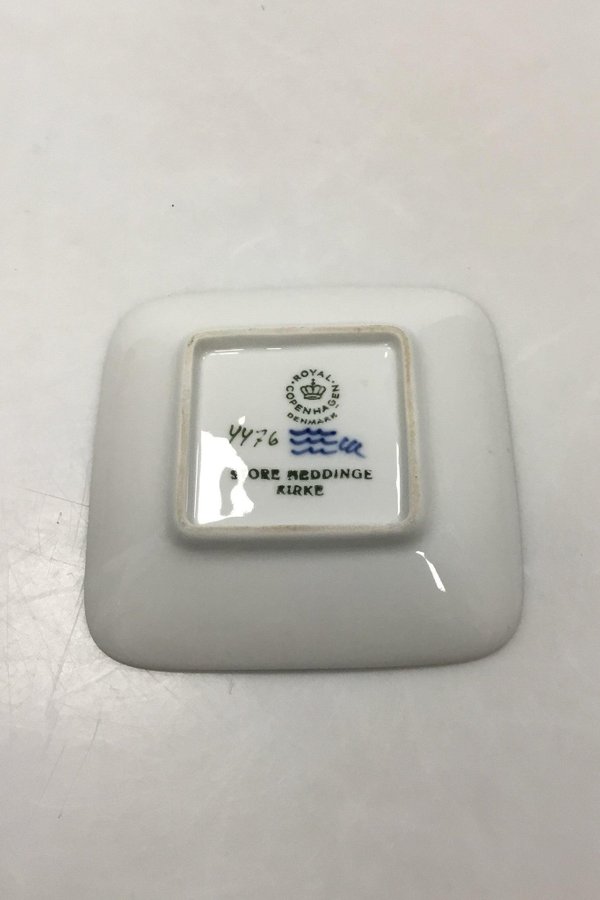 ROYAL
COPENHAGEN
DENMARK
4476
STORE HEDDINGE
KIRKE